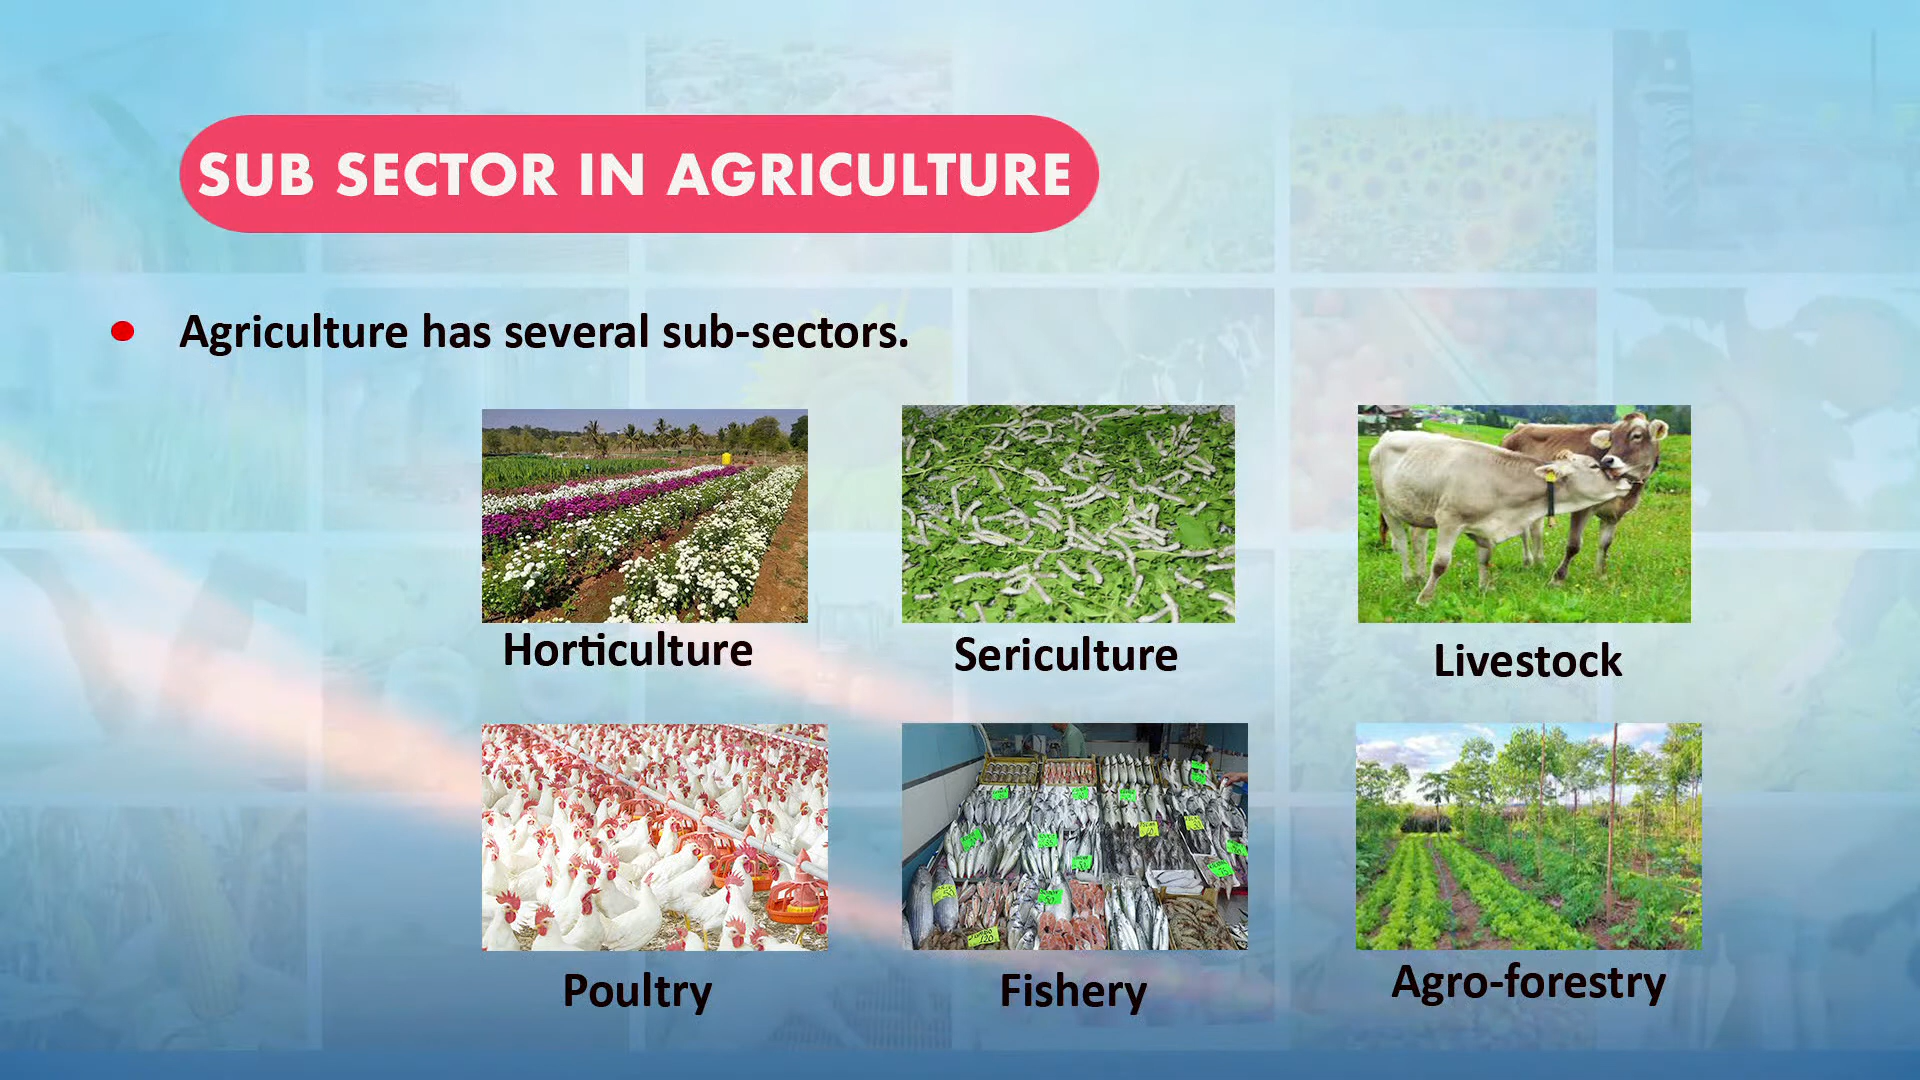 SUB SECTOR IN AGRICULTURE
Agriculture has several sub-sectors.
Horticulture
Sericulture
Livestock
Poultry
Fishery
Agro-forestry